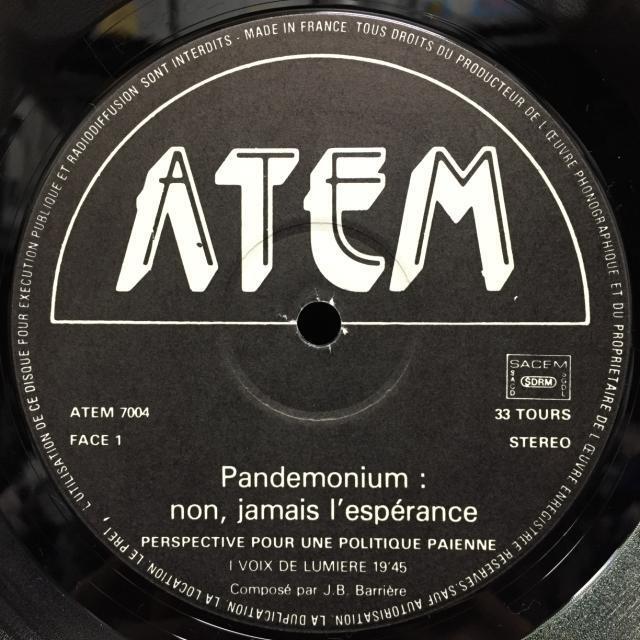 MADE IN FRANCE. TOUS DROITS DU PRODUCTEUR DE L'ŒUVRE PHONOGRAPHIQUE ET DU PROPRIETAIRE DE L'ŒUVRE ENREGISTREE RESERVES. SAUF AUTORISATION. LA DUPLICATION. LA LOCATION. LE PRET, L'UTILISATION DE CE DISQUE POUR EXECUTION PUBLIQUE ET RADIODIFFUSION SONT INTERDITS -
ATEM
SACEM
SACD SDRM SGDL
ATEM 7004
33 TOURS
FACE 1
STEREO
Pandemonium :
non, jamais l'espérance
PERSPECTIVE POUR UNE POLITIQUE PAIENNE
I VOIX DE LUMIERE 19'45
Composé par J.B. Barrière